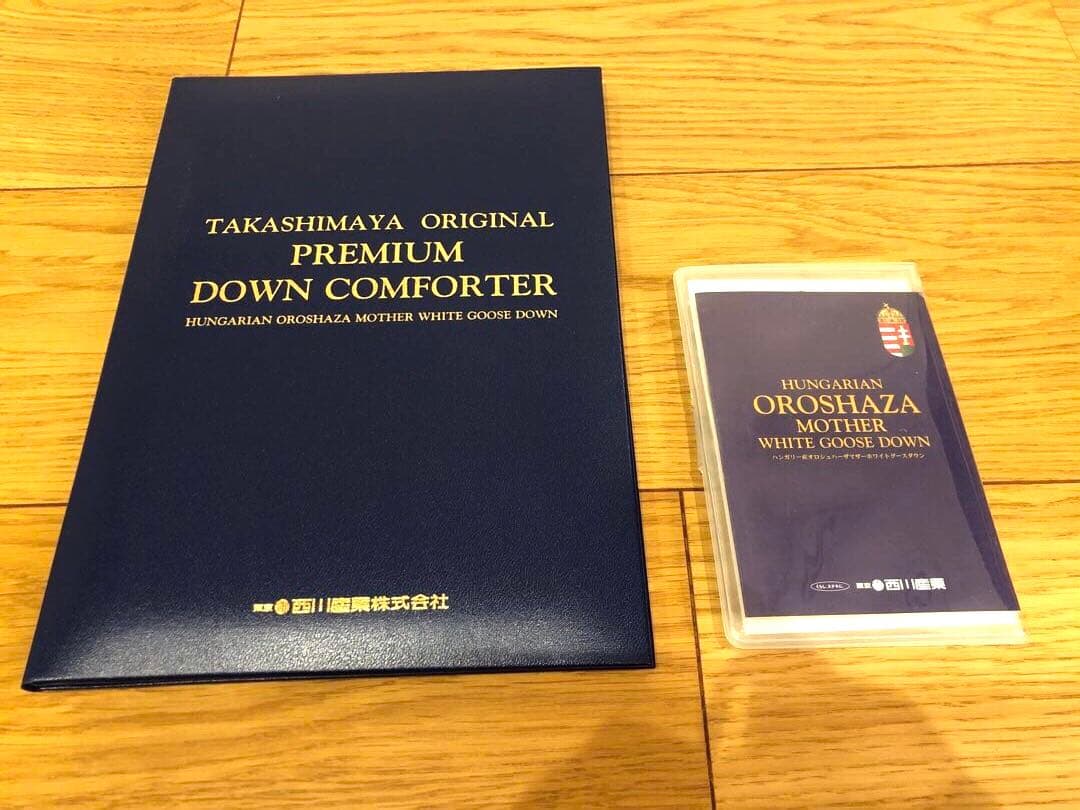 TAKASHIMAYA ORIGINAL
PREMIUM
DOWN COMFORTER
HUNGARIAN OROSHAZA MOTHER WHITE GOOSE DOWN
東京 西川産業株式会社
HUNGARIAN
OROSHAZA
MOTHER
WHITE GOOSE DOWN
ハンガリー産オロシュハーザマザーホワイトグースダウン
東京 西川産業